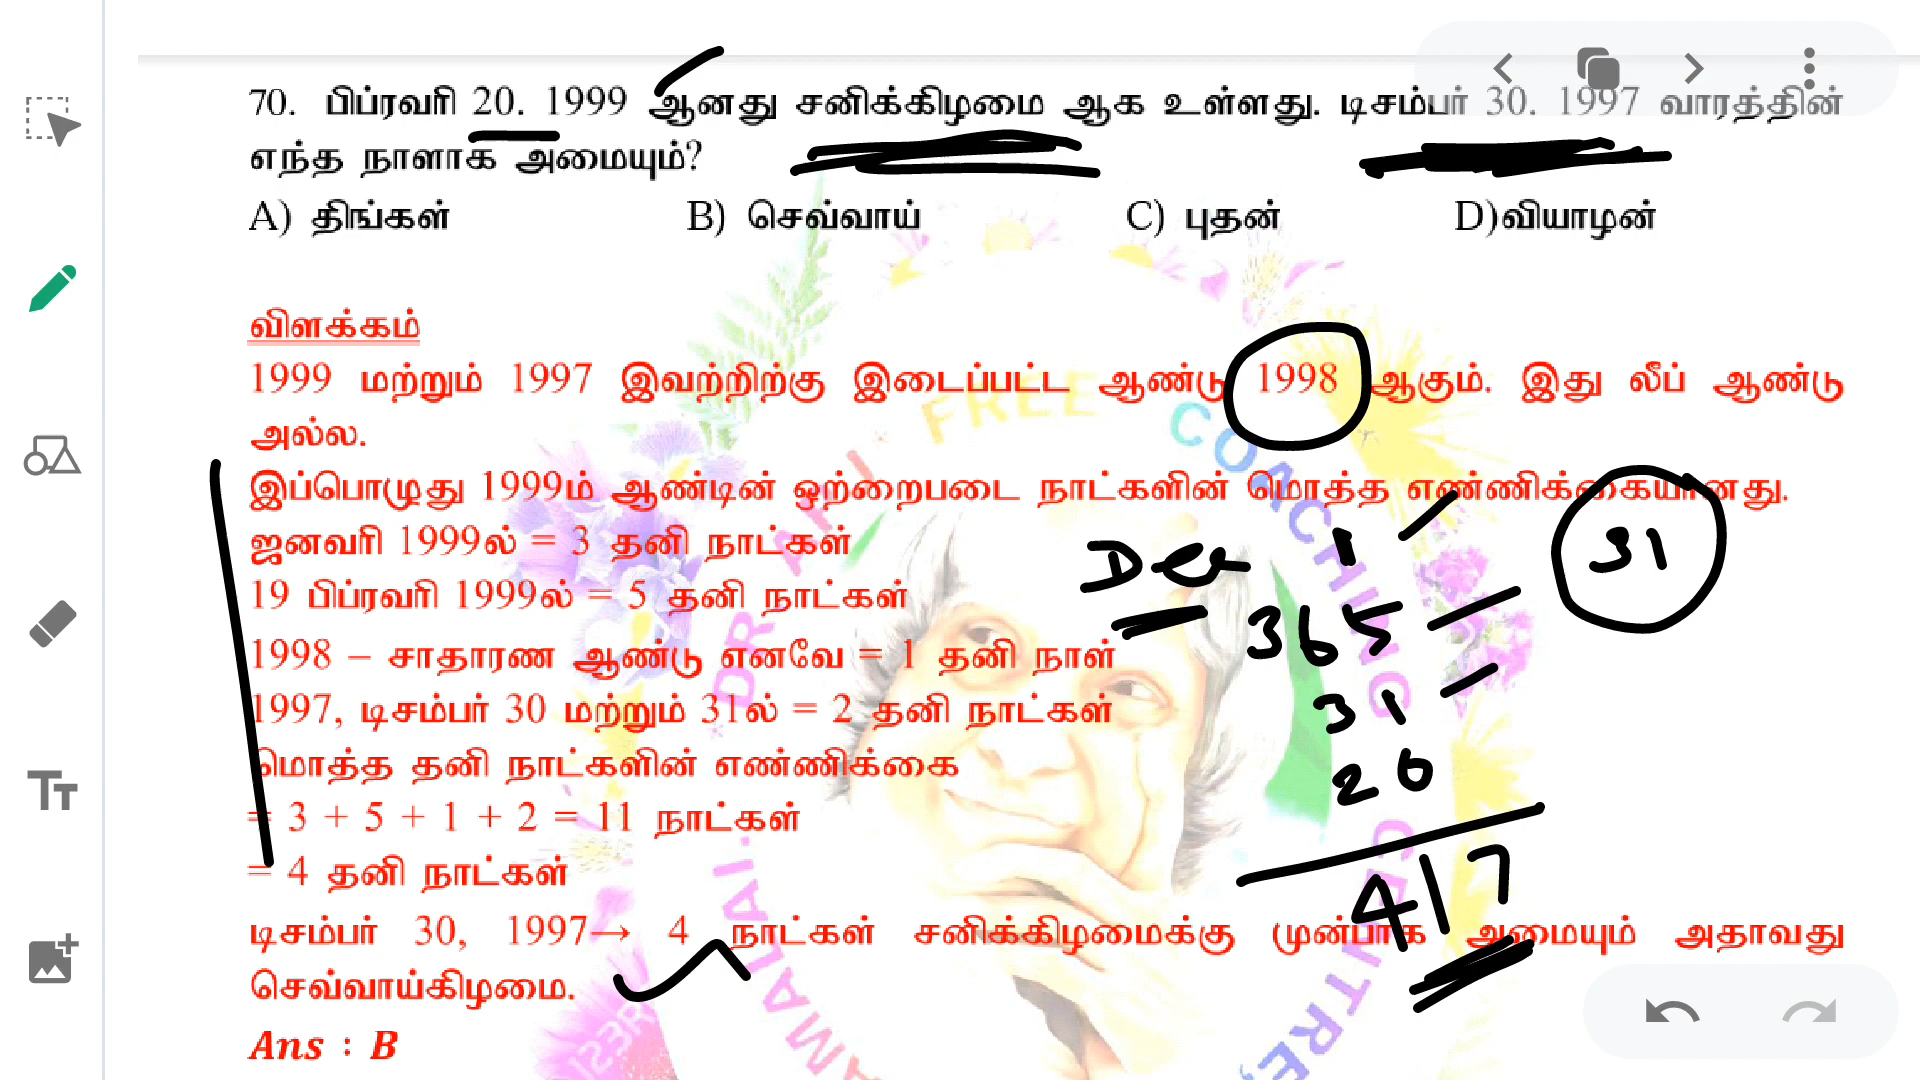 70. பிப்ரவரி 20. 1999 ஆனது சனிக்கிழமை ஆக உள்ளது. டிசம்பர் 30. 1997 வாரத்தின்
எந்த நாளாக அமையும்?
A) திங்கள் B) செவ்வாய் C) புதன் D)வியாழன்
விளக்கம்
1999 மற்றும் 1997 இவற்றிற்கு இடைப்பட்ட ஆண்டு 1998 ஆகும். இது லீப் ஆண்டு
அல்ல.
இப்பொழுது 1999ம் ஆண்டின் ஒற்றைபடை நாட்களின் மொத்த எண்ணிக்கையானது.
ஜனவரி 1999ல் = 3 தனி நாட்கள்
19 பிப்ரவரி 1999ல் = 5 தனி நாட்கள்
1998 – சாதாரண ஆண்டு எனவே = 1 தனி நாள்
1997, டிசம்பர் 30 மற்றும் 31ல் = 2 தனி நாட்கள்
மொத்த தனி நாட்களின் எண்ணிக்கை
= 3 + 5 + 1 + 2 = 11 நாட்கள்
= 4 தனி நாட்கள்
டிசம்பர் 30, 1997→ 4 நாட்கள் சனிக்கிழமைக்கு முன்பாக அமையும் அதாவது
செவ்வாய்கிழமை.
Ans : B
Dec 1
31
365
31
20
417
FREE COACHING CENTRE,
TT